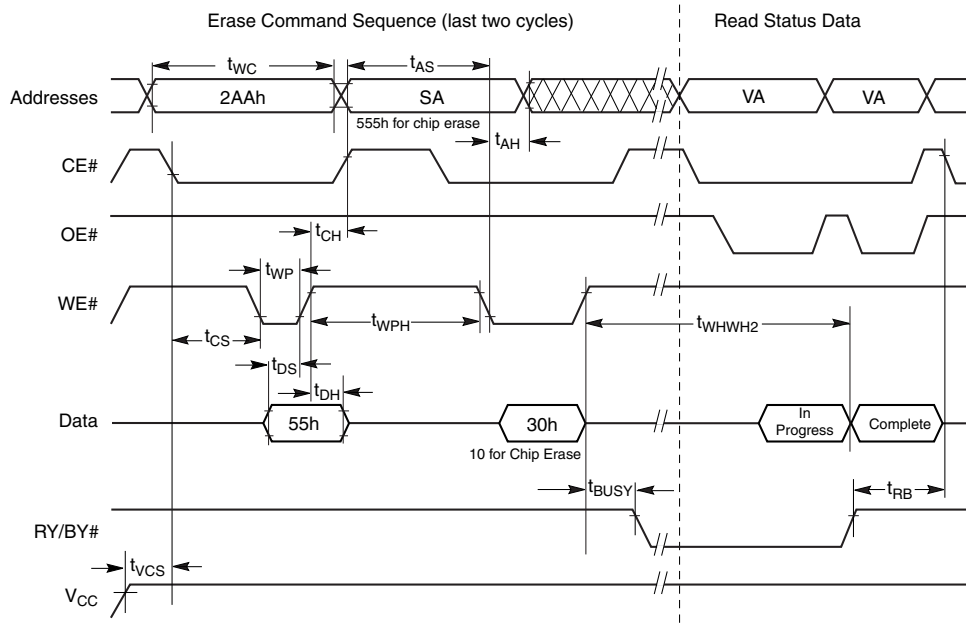 Erase Command Sequence (last two cycles)
Read Status Data
tWC
tAS
Addresses
2AAh
SA
VA
VA
555h for chip erase
tAH
CE#
OE#
tCH
tWP
WE#
tWPH
tWHWH2
tCS
tDS
tDH
Data
55h
30h
In
Progress
Complete
10 for Chip Erase
tBUSY
tRB
RY/BY#
tVCS
VCC